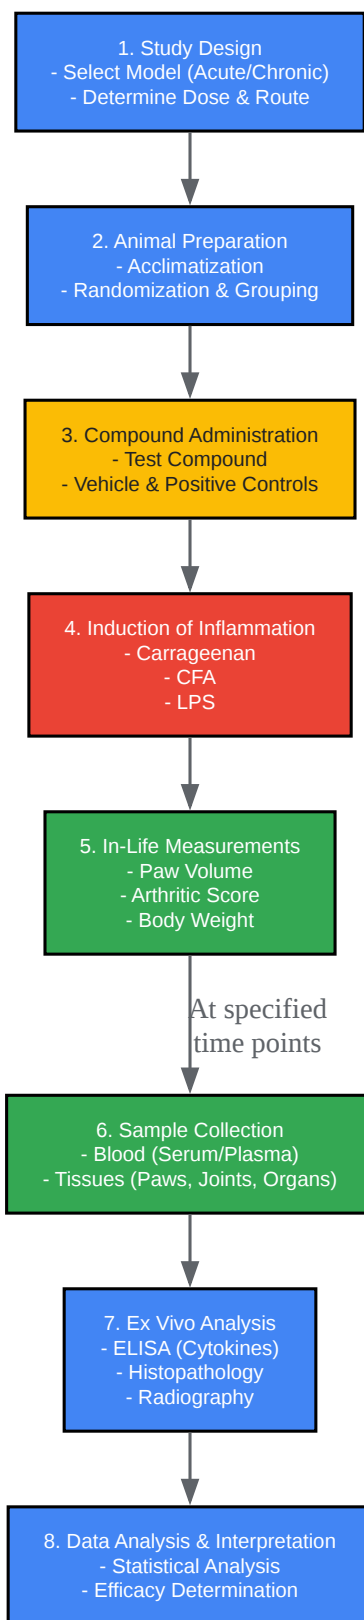 1. Study Design
- Select Model (Acute/Chronic)
- Determine Dose & Route
2. Animal Preparation
- Acclimatization
- Randomization & Grouping
3. Compound Administration
- Test Compound
- Vehicle & Positive Controls
4. Induction of Inflammation
- Carrageenan
- CFA
- LPS
5. In-Life Measurements
- Paw Volume
- Arthritic Score
- Body Weight
At specified
time points
6. Sample Collection
- Blood (Serum/Plasma)
- Tissues (Paws, Joints, Organs)
7. Ex Vivo Analysis
- ELISA (Cytokines)
- Histopathology
- Radiography
8. Data Analysis & Interpretation
- Statistical Analysis
- Efficacy Determination